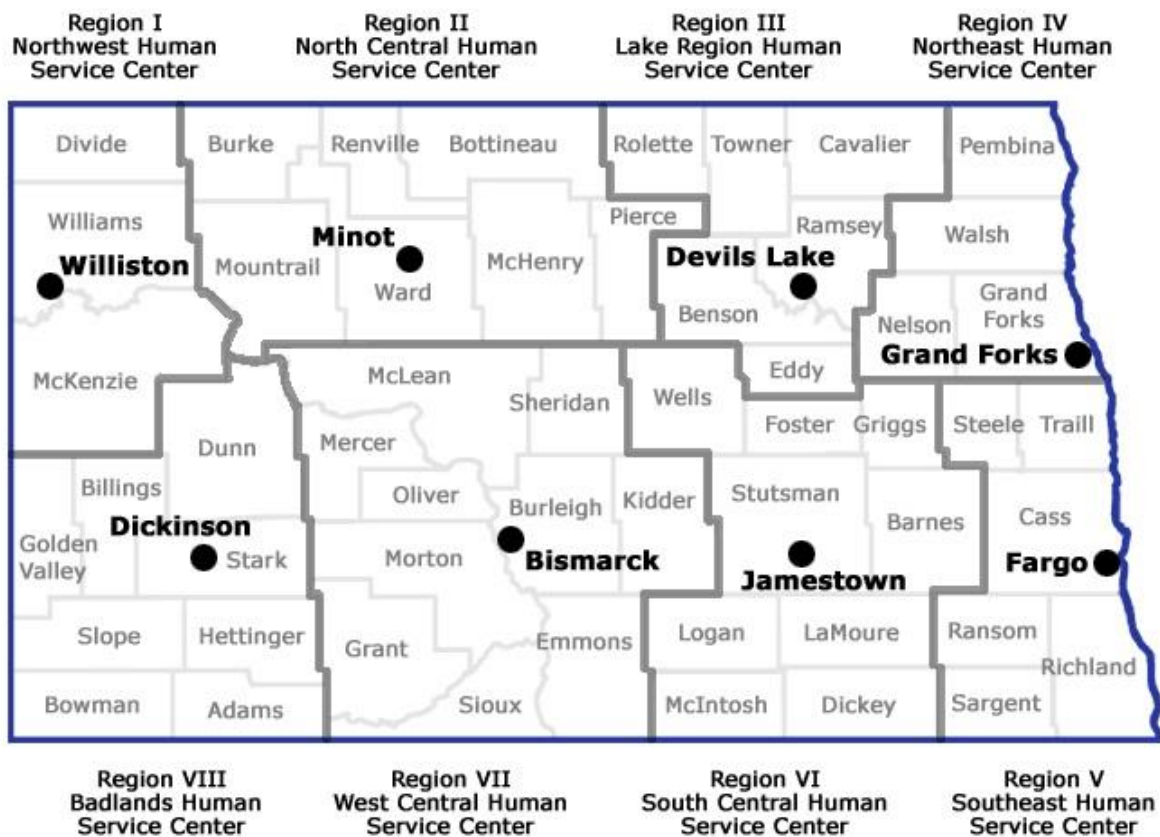 Region I
Northwest Human
Service Center
Region II
North Central Human
Service Center
Region III
Lake Region Human
Service Center
Region IV
Northeast Human
Service Center
Divide
Burke
Renville
Bottineau
Rolette
Towner
Cavalier
Pembina
Williams
Williston
Mountrail
Minot
Ward
McHenry
Pierce
Ramsey
Devils Lake
Benson
Walsh
Grand
Forks
Nelson
Grand Forks
McKenzie
McLean
Sheridan
Wells
Eddy
Foster
Griggs
Steele
Traill
Dunn
Mercer
Oliver
Burleigh
Kidder
Stutsman
Barnes
Cass
Billings
Dickinson
Golden
Valley
Stark
Morton
Bismarck
Jamestown
Fargo
Slope
Hettinger
Grant
Emmons
Logan
LaMoure
Ransom
Richland
Bowman
Adams
Sioux
McIntosh
Dickey
Sargent
Region VIII
Badlands Human
Service Center
Region VII
West Central Human
Service Center
Region VI
South Central Human
Service Center
Region V
Southeast Human
Service Center